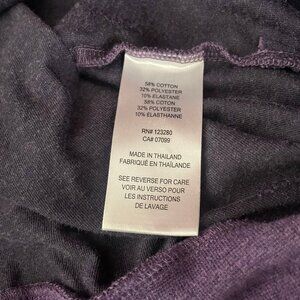 58% COTTON
32% POLYESTER
10% ELASTANE
58% COTON
32% POLYESTER
10% ELASTHANNE
RN# 123280
CA# 07099
MADE IN THAILAND
FABRIQUÉ EN THAÏLANDE
SEE REVERSE FOR CARE
VOIR AU VERSO POUR
LES INSTRUCTIONS
DE LAVAGE